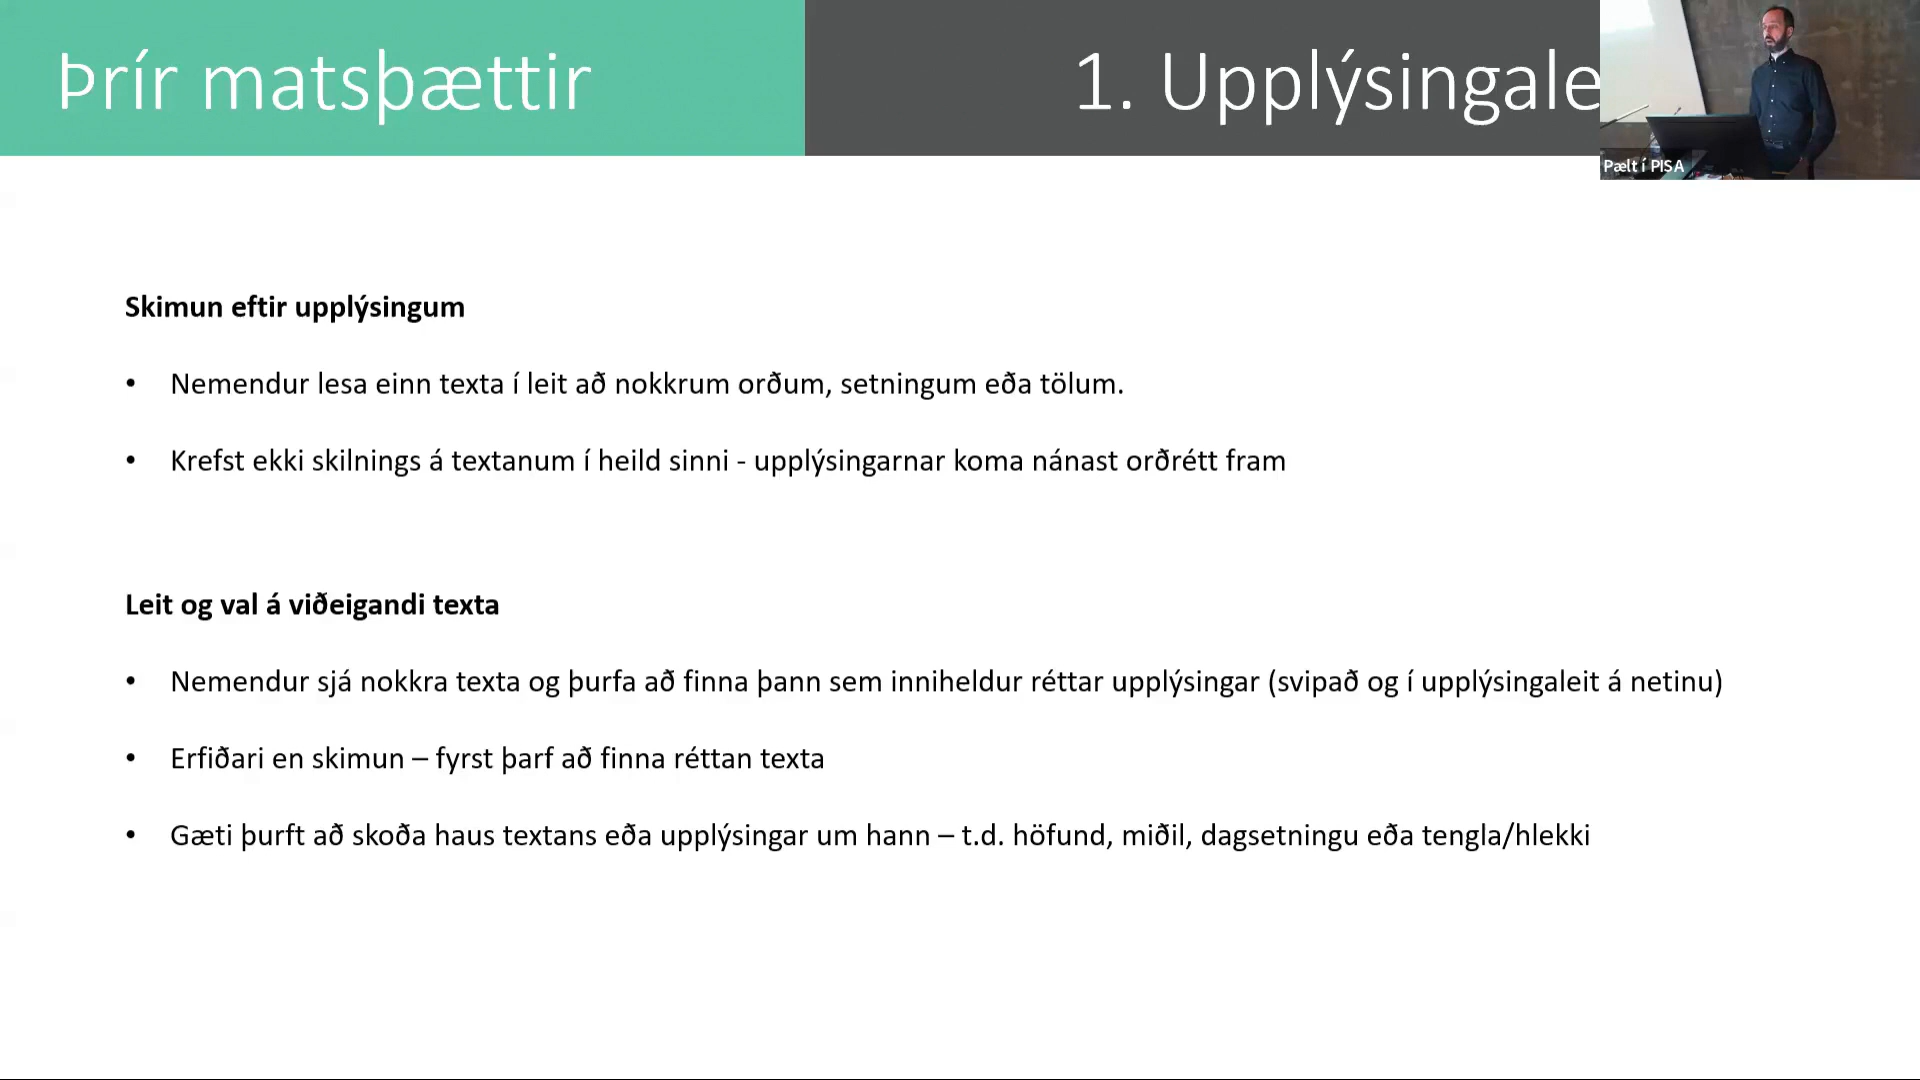 Þrír matsþættir
1. Upplýsingale
Pælt í PISA
Skimun eftir upplýsingum
• Nemendur lesa einn texta í leit að nokkrum orðum, setningum eða tölum.
• Krefst ekki skilnings á textanum í heild sinni - upplýsingarnar koma nánast orðrétt fram
Leit og val á viðeigandi texta
• Nemendur sjá nokkra texta og þurfa að finna þann sem inniheldur réttar upplýsingar (svipað og í upplýsingaleit á netinu)
• Erfiðari en skimun – fyrst þarf að finna réttan texta
• Gæti þurft að skoða haus textans eða upplýsingar um hann – t.d. höfund, miðil, dagsetningu eða tengla/hlekki